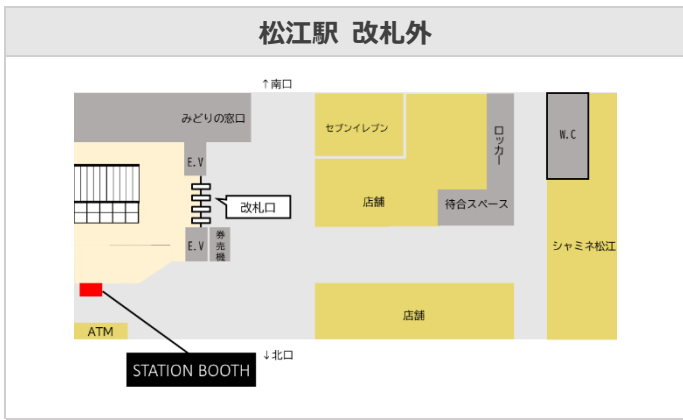 松江駅 改札外
↑南口
みどりの窓口
セブンイレブン
ロッカー
W.C
E.V
改札口
店舗
待合スペース
E.V
券売機
シャミネ松江
店舗
ATM
↓北口
STATION BOOTH